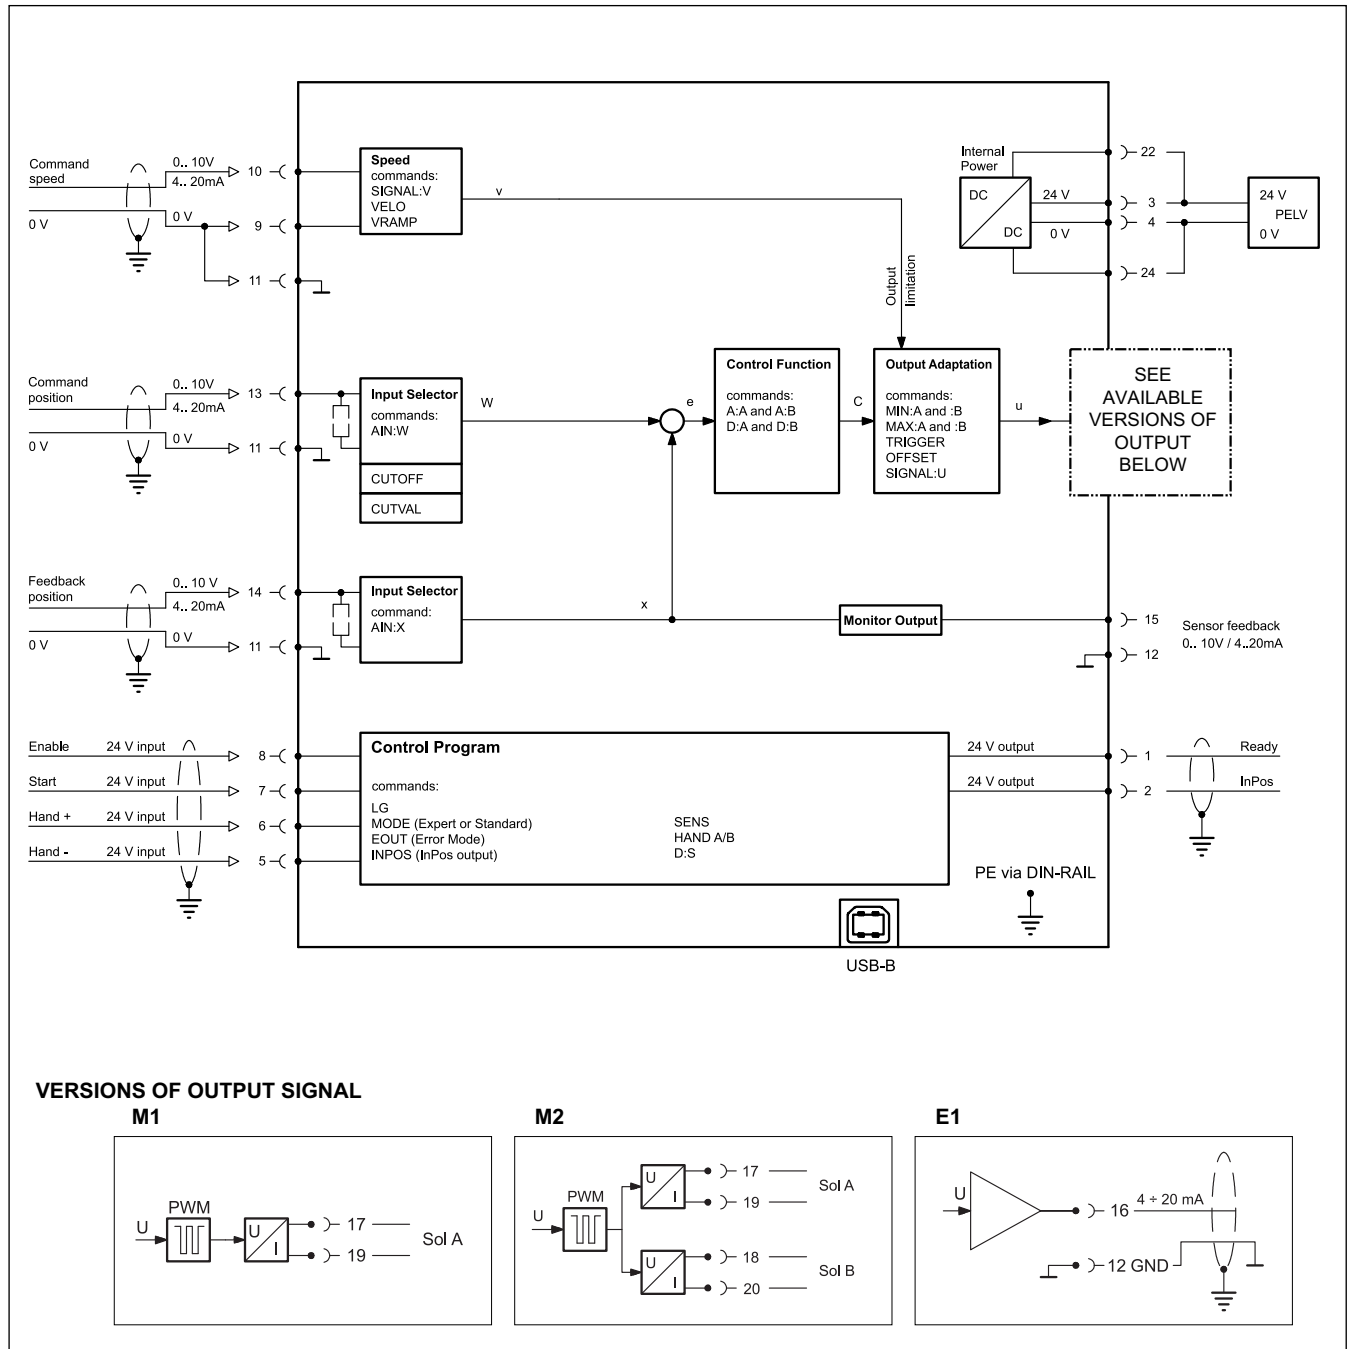 Command
speed
0.. 10V
4.. 20mA
10
0 V
0 V
9
11
Speed
commands:
SIGNAL:V
VELO
VRAMP
v
Output
limitation
Internal
Power
DC
DC
24 V
0 V
22
3
4
24
24 V
PELV
0 V
Command
position
0.. 10V
4.. 20mA
13
0 V
0 V
11
Input Selector
commands:
AIN:W
CUTOFF
CUTVAL
W
e
Control Function
commands:
A:A and A:B
D:A and D:B
C
Output Adaptation
commands:
MIN:A and :B
MAX:A and :B
TRIGGER
OFFSET
SIGNAL:U
u
SEE
AVAILABLE
VERSIONS OF
OUTPUT
BELOW
Feedback
position
0.. 10 V
4.. 20mA
14
0 V
0 V
11
Input Selector
command:
AIN:X
x
Monitor Output
15
12
Sensor feedback
0.. 10V / 4..20mA
Enable 24 V input 8
Start 24 V input 7
Hand + 24 V input 6
Hand - 24 V input 5
Control Program
commands:
LG
MODE (Expert or Standard)
EOUT (Error Mode)
INPOS (InPos output)
SENS
HAND A/B
D:S
24 V output 1 Ready
24 V output 2 InPos
PE via DIN-RAIL
USB-B
VERSIONS OF OUTPUT SIGNAL
M1
U
PWM
U
I
17
19
Sol A
M2
U
PWM
U
I
17
19
Sol A
U
I
18
20
Sol B
E1
U
16
4 ÷ 20 mA
12 GND